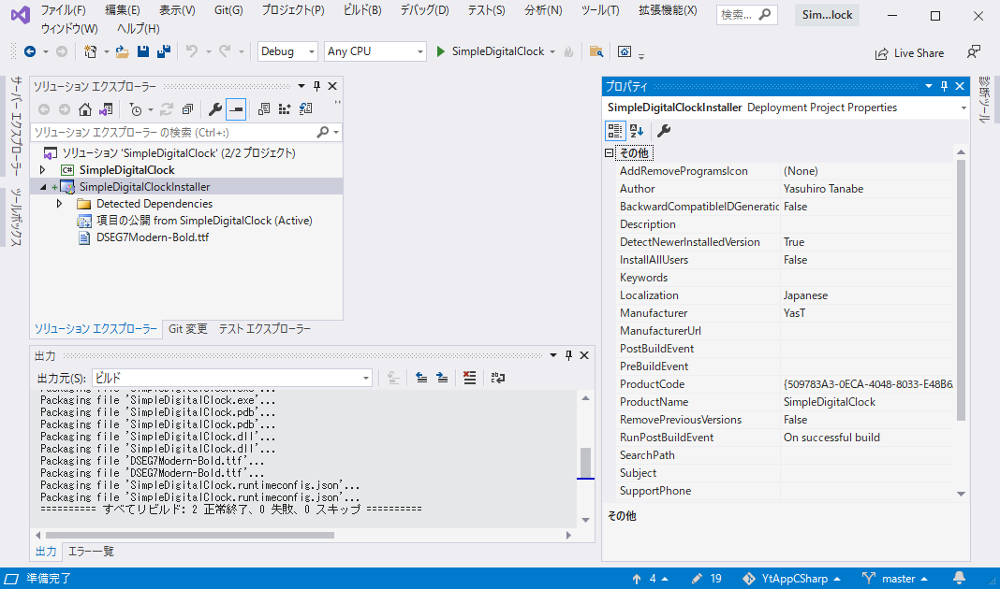 ファイル(F) 編集(E) 表示(V) Git(G) プロジェクト(P) ビルド(B) デバッグ(D) テスト(S) 分析(N) ツール(T) 拡張機能(X)
ウィンドウ(W) ヘルプ(H)
検索...
Sim...lock
Debug
Any CPU
SimpleDigitalClock
Live Share
サーバー エクスプローラー
ツールボックス
ソリューション エクスプローラー
ソリューション エクスプローラー の検索 (Ctrl+:)
ソリューション 'SimpleDigitalClock' (2/2 プロジェクト)
C# SimpleDigitalClock
SimpleDigitalClockInstaller
Detected Dependencies
項目の公開 from SimpleDigitalClock (Active)
DSEG7Modern-Bold.ttf
ソリューション エクスプローラー Git 変更 テスト エクスプローラー
出力
出力元(S): ビルド
Packaging file 'SimpleDigitalClock.exe'...
Packaging file 'SimpleDigitalClock.exe'...
Packaging file 'SimpleDigitalClock.pdb'...
Packaging file 'SimpleDigitalClock.pdb'...
Packaging file 'SimpleDigitalClock.dll'...
Packaging file 'SimpleDigitalClock.dll'...
Packaging file 'DSEG7Modern-Bold.ttf'...
Packaging file 'DSEG7Modern-Bold.ttf'...
Packaging file 'SimpleDigitalClock.runtimeconfig.json'...
Packaging file 'SimpleDigitalClock.runtimeconfig.json'...
========== すべてリビルド: 2 正常終了、0 失敗、0 スキップ ==========
出力 エラー一覧
プロパティ
SimpleDigitalClockInstaller Deployment Project Properties
その他
AddRemoveProgramsIcon (None)
Author Yasuhiro Tanabe
BackwardCompatibleIDGeneratic False
Description
DetectNewerInstalledVersion True
InstallAllUsers False
Keywords
Localization Japanese
Manufacturer YasT
ManufacturerUrl
PostBuildEvent
PreBuildEvent
ProductCode {509783A3-0ECA-4048-8033-E48B6
ProductName SimpleDigitalClock
RemovePreviousVersions False
RunPostBuildEvent On successful build
SearchPath
Subject
SupportPhone
その他
診断ツール
準備完了
4
19
YtAppCSharp
master